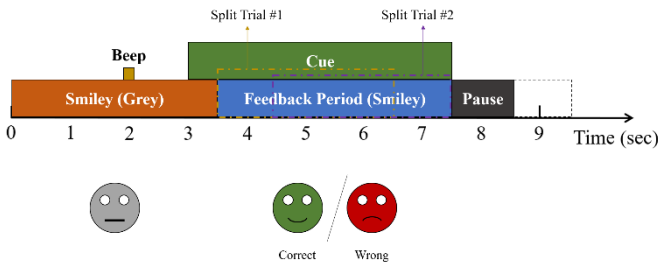 Split Trial #1
Split Trial #2
Beep
Cue
Smiley (Grey)
Feedback Period (Smiley)
Pause
0 1 2 3 4 5 6 7 8 9
Time (sec)
Correct
Wrong